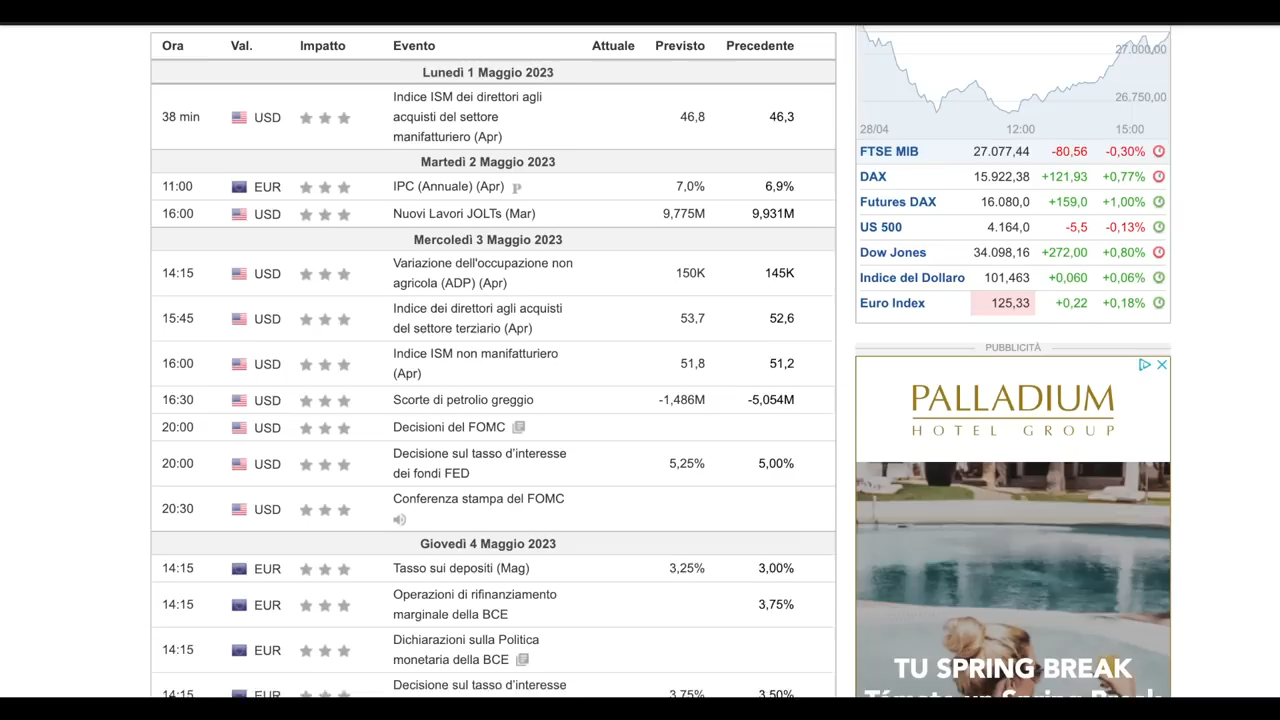 Ora Val. Impatto Evento Attuale Previsto Precedente
Lunedì 1 Maggio 2023
38 min USD Indice ISM dei direttori agli
acquisti del settore
manifatturiero (Apr) 46,8 46,3
Martedì 2 Maggio 2023
11:00 EUR IPC (Annuale) (Apr) P 7,0% 6,9%
16:00 USD Nuovi Lavori JOLTs (Mar) 9,775M 9,931M
Mercoledì 3 Maggio 2023
14:15 USD Variazione dell'occupazione non
agricola (ADP) (Apr) 150K 145K
15:45 USD Indice dei direttori agli acquisti
del settore terziario (Apr) 53,7 52,6
16:00 USD Indice ISM non manifatturiero
(Apr) 51,8 51,2
16:30 USD Scorte di petrolio greggio -1,486M -5,054M
20:00 USD Decisioni del FOMC
20:00 USD Decisione sul tasso d’interesse
dei fondi FED 5,25% 5,00%
20:30 USD Conferenza stampa del FOMC
Giovedì 4 Maggio 2023
14:15 EUR Tasso sui depositi (Mag) 3,25% 3,00%
14:15 EUR Operazioni di rifinanziamento
marginale della BCE 3,75%
14:15 EUR Dichiarazioni sulla Politica
monetaria della BCE
14:15 EUR Decisione sul tasso d’interesse 3,75% 3,50%
27.000,00
26.750,00
28/04 12:00 15:00
FTSE MIB 27.077,44 -80,56 -0,30%
DAX 15.922,38 +121,93 +0,77%
Futures DAX 16.080,0 +159,0 +1,00%
US 500 4.164,0 -5,5 -0,13%
Dow Jones 34.098,16 +272,00 +0,80%
Indice del Dollaro 101,463 +0,060 +0,06%
Euro Index 125,33 +0,22 +0,18%
PUBBLICITÀ
PALLADIUM
HOTEL GROUP
TU SPRING BREAK
Tómate un Spring Break